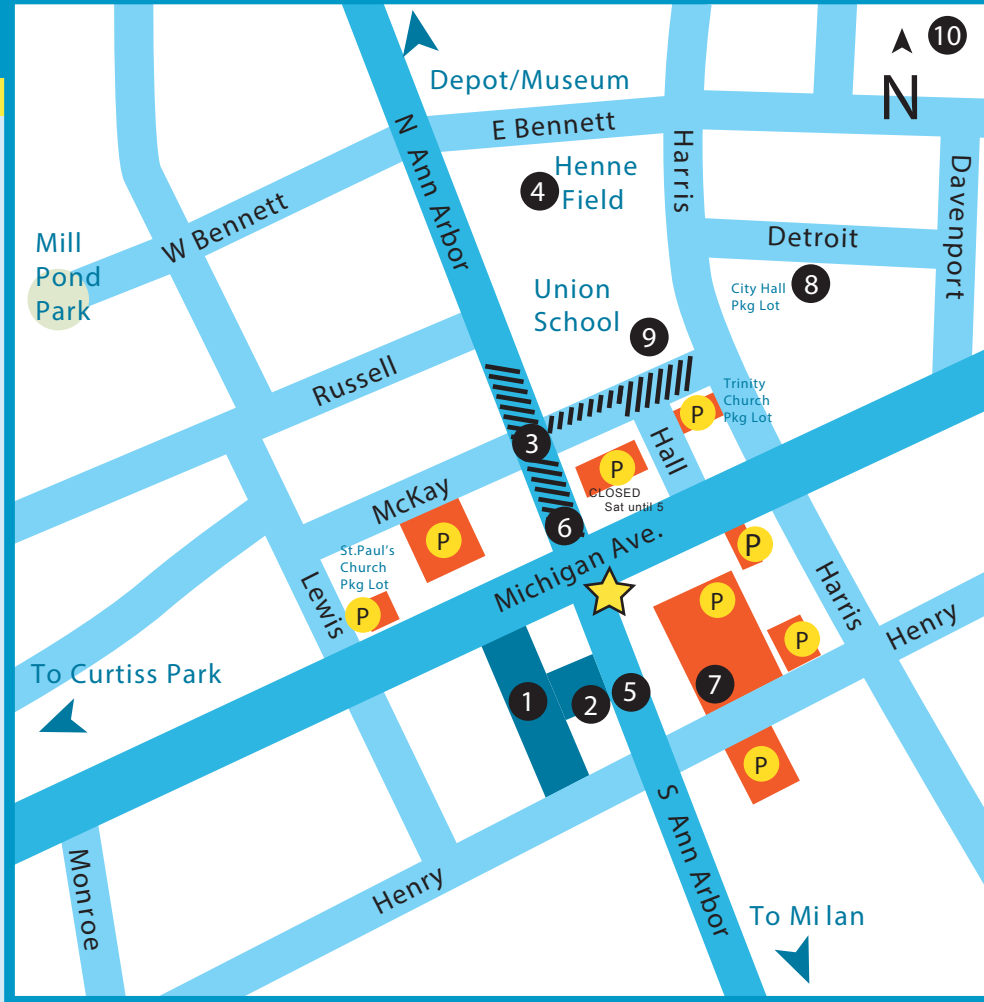 10
N
Depot/Museum
E Bennett
N Ann Arbor
Harris
Henne
Field
4
Davenport
W Bennett
Detroit
Mill
Pond
Park
City Hall
Pkg Lot
8
Union
School
9
Russell
Trinity
Church
Pkg Lot
P
3
Hall
P
CLOSED
Sat until 5
McKay
P
6
Michigan Ave.
P
St.Paul's
Church
Pkg Lot
P
Lewis
Harris
P
Henry
P
To Curtiss Park
1
2
5
7
P
S Ann Arbor
Henry
Monroe
To Milan